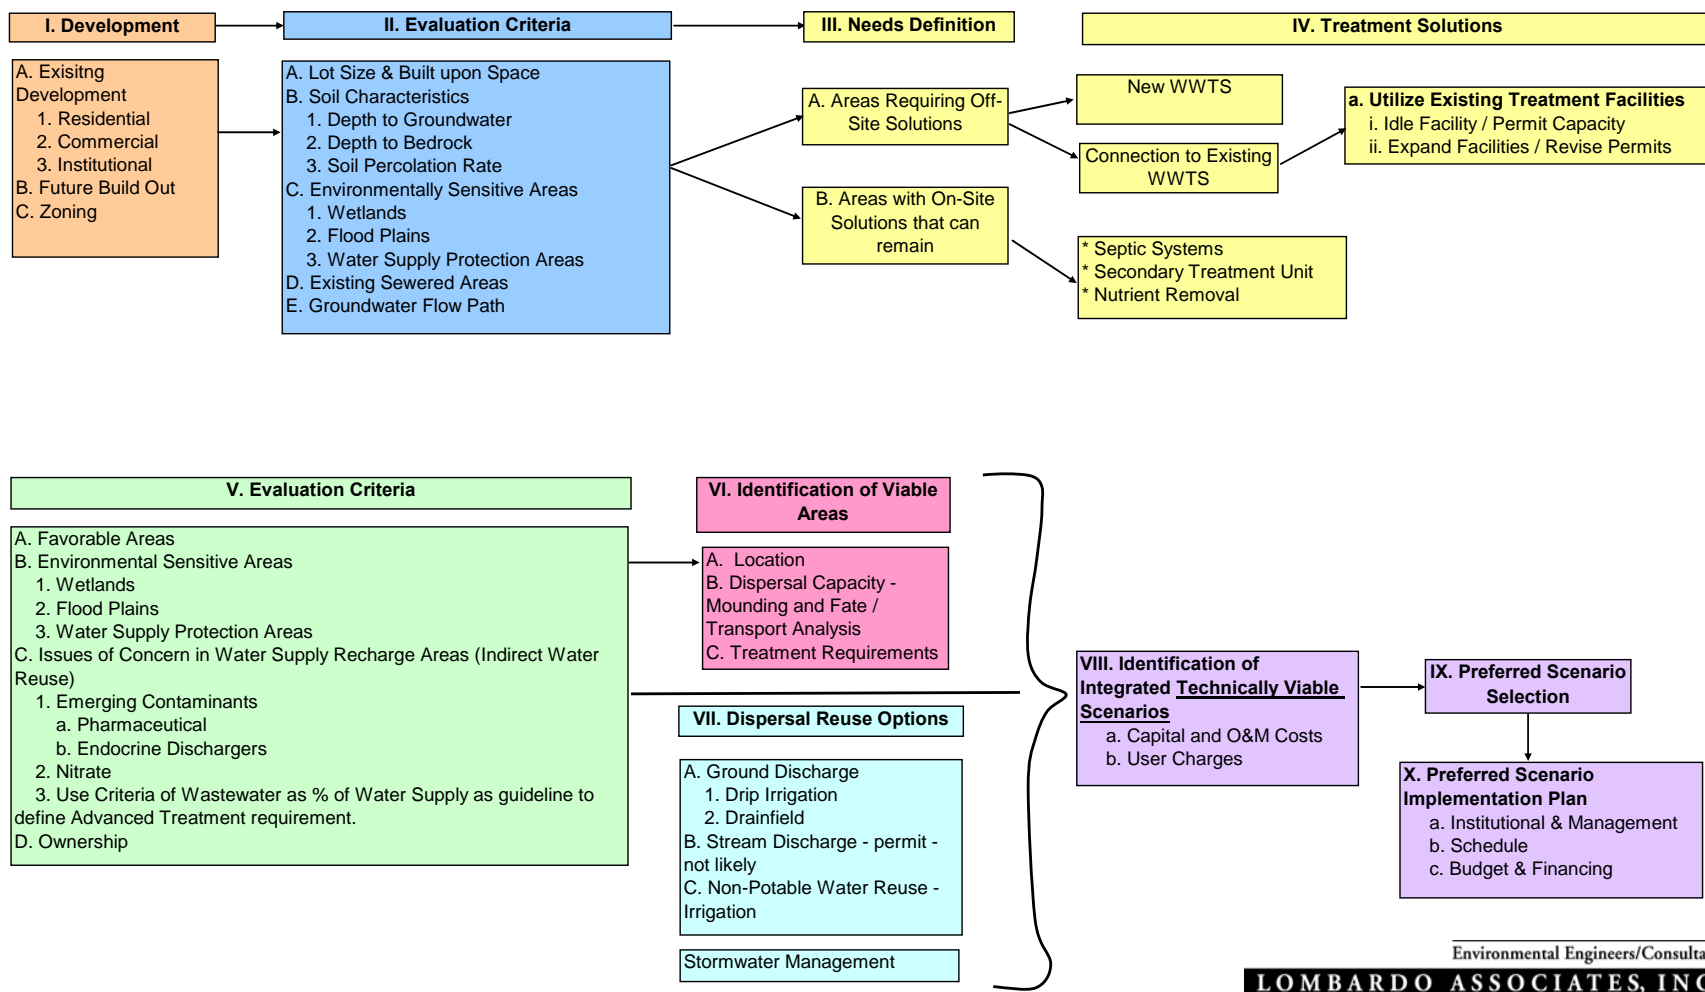 I. Development
II. Evaluation Criteria
III. Needs Definition
IV. Treatment Solutions
A. Exisitng
Development
1. Residential
2. Commercial
3. Institutional
B. Future Build Out
C. Zoning
A. Lot Size & Built upon Space
B. Soil Characteristics
1. Depth to Groundwater
2. Depth to Bedrock
3. Soil Percolation Rate
C. Environmentally Sensitive Areas
1. Wetlands
2. Flood Plains
3. Water Supply Protection Areas
D. Existing Sewered Areas
E. Groundwater Flow Path
A. Areas Requiring Off-
Site Solutions
B. Areas with On-Site
Solutions that can
remain
New WWTS
Connection to Existing
WWTS
* Septic Systems
* Secondary Treatment Unit
* Nutrient Removal
a. Utilize Existing Treatment Facilities
i. Idle Facility / Permit Capacity
ii. Expand Facilities / Revise Permits
V. Evaluation Criteria
A. Favorable Areas
B. Environmental Sensitive Areas
1. Wetlands
2. Flood Plains
3. Water Supply Protection Areas
C. Issues of Concern in Water Supply Recharge Areas (Indirect Water
Reuse)
1. Emerging Contaminants
a. Pharmaceutical
b. Endocrine Dischargers
2. Nitrate
3. Use Criteria of Wastewater as % of Water Supply as guideline to
define Advanced Treatment requirement.
D. Ownership
VI. Identification of Viable
Areas
A. Location
B. Dispersal Capacity -
Mounding and Fate /
Transport Analysis
C. Treatment Requirements
VII. Dispersal Reuse Options
A. Ground Discharge
1. Drip Irrigation
2. Drainfield
B. Stream Discharge - permit -
not likely
C. Non-Potable Water Reuse -
Irrigation
Stormwater Management
VIII. Identification of
Integrated Technically Viable
Scenarios
a. Capital and O&M Costs
b. User Charges
IX. Preferred Scenario
Selection
X. Preferred Scenario
Implementation Plan
a. Institutional & Management
b. Schedule
c. Budget & Financing
Environmental Engineers/Consulta
LOMBARDO ASSOCIATES, INC